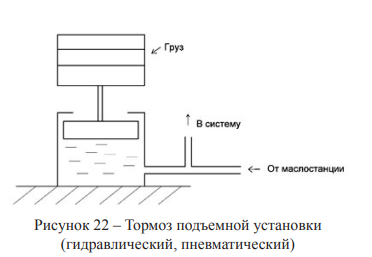 Груз
В систему
От маслостанции
Рисунок 22 – Тормоз подъемной установки
(гидравлический, пневматический)